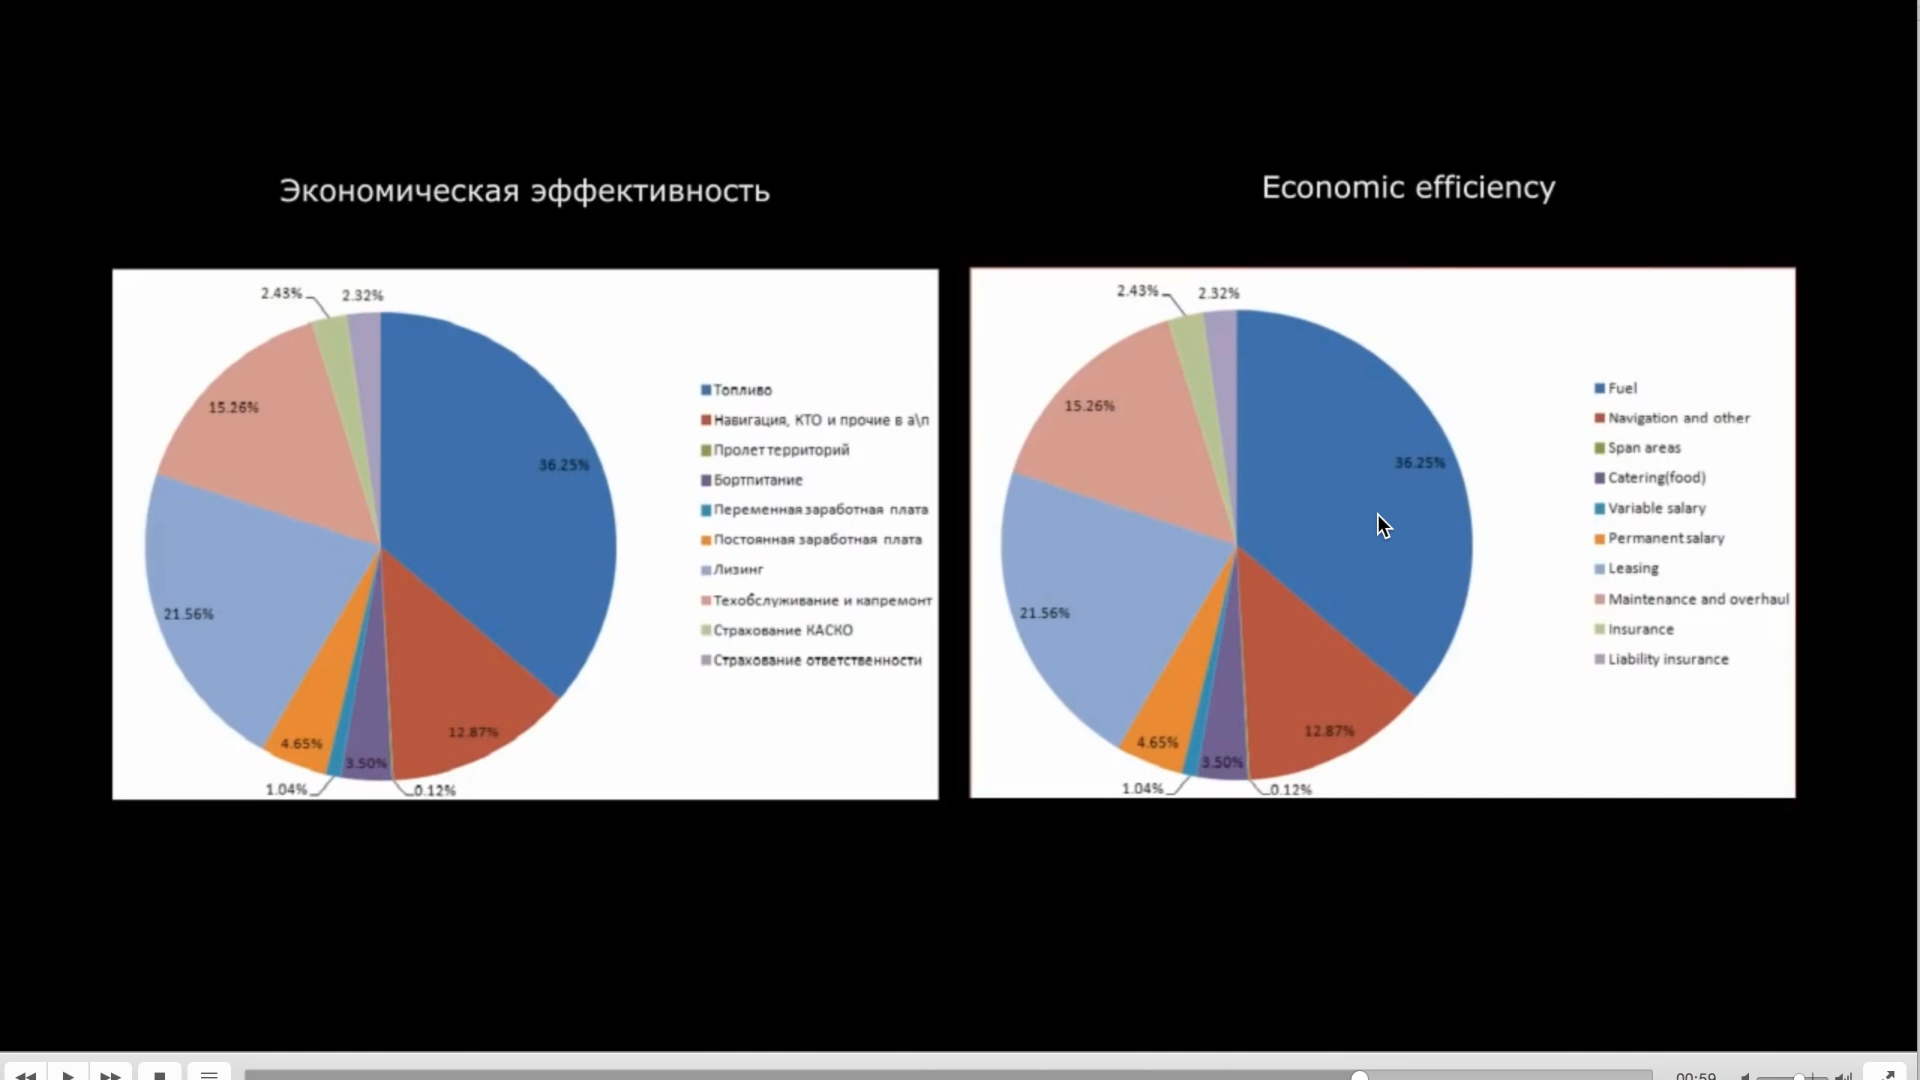 Экономическая эффективность
2.43%
2.32%
15.26%
36.25%
21.56%
4.65%
3.50%
12.87%
1.04%
0.12%
Топливо
Навигация, КТО и прочие в а\п
Пролет территорий
Бортпитание
Переменная заработная плата
Постоянная заработная плата
Лизинг
Техобслуживание и капремонт
Страхование КАСКО
Страхование ответственности
Economic efficiency
2.43%
2.32%
15.26%
36.25%
21.56%
4.65%
3.50%
12.87%
1.04%
0.12%
Fuel
Navigation and other
Span areas
Catering(food)
Variable salary
Permanent salary
Leasing
Maintenance and overhaul
Insurance
Liability insurance
00:59